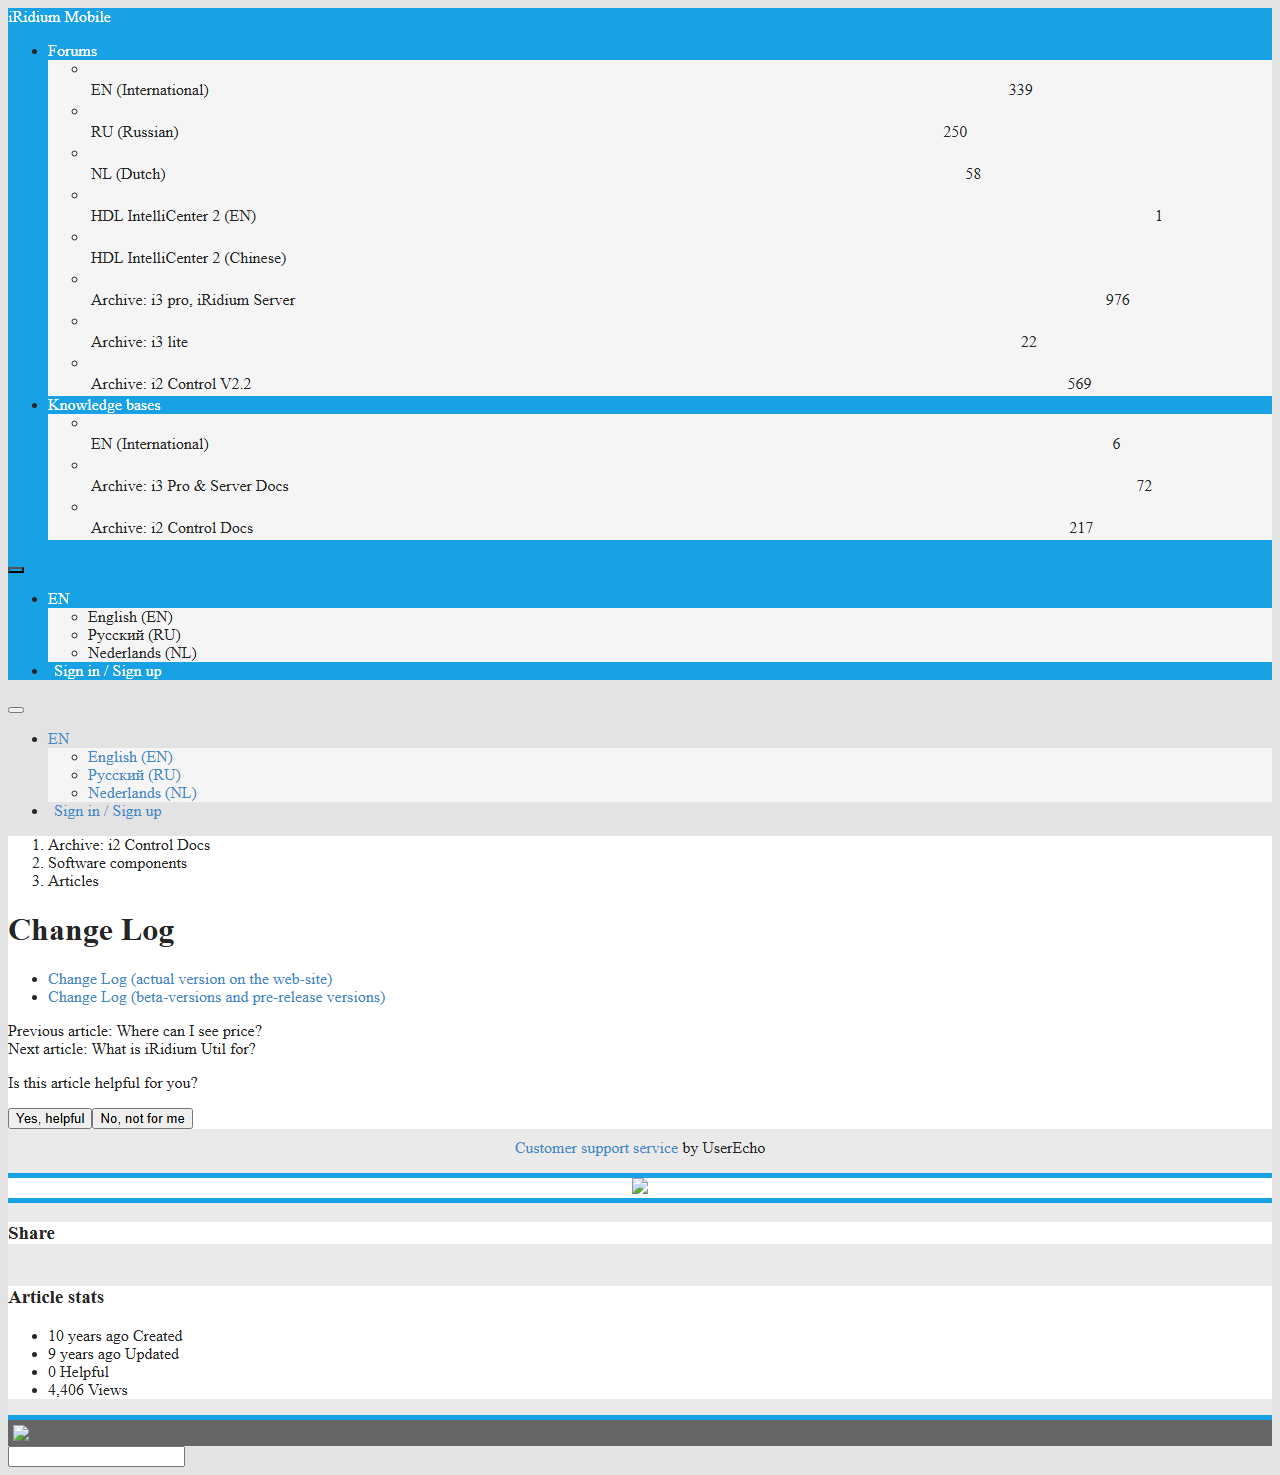 iRidium Mobile
Forums
EN (International) 339
RU (Russian) 250
NL (Dutch) 58
HDL IntelliCenter 2 (EN) 1
HDL IntelliCenter 2 (Chinese)
Archive: i3 pro, iRidium Server 976
Archive: i3 lite 22
Archive: i2 Control V2.2 569
Knowledge bases
EN (International) 6
Archive: i3 Pro & Server Docs 72
Archive: i2 Control Docs 217
EN
English (EN)
Русский (RU)
Nederlands (NL)
Sign in / Sign up
EN
English (EN)
Русский (RU)
Nederlands (NL)
Sign in / Sign up
1. Archive: i2 Control Docs
2. Software components
3. Articles
Change Log
Change Log (actual version on the web-site)
Change Log (beta-versions and pre-release versions)
Previous article: Where can I see price?
Next article: What is iRidium Util for?
Is this article helpful for you?
Yes, helpful No, not for me
Customer support service by UserEcho
Share
Article stats
10 years ago Created
9 years ago Updated
0 Helpful
4,406 Views